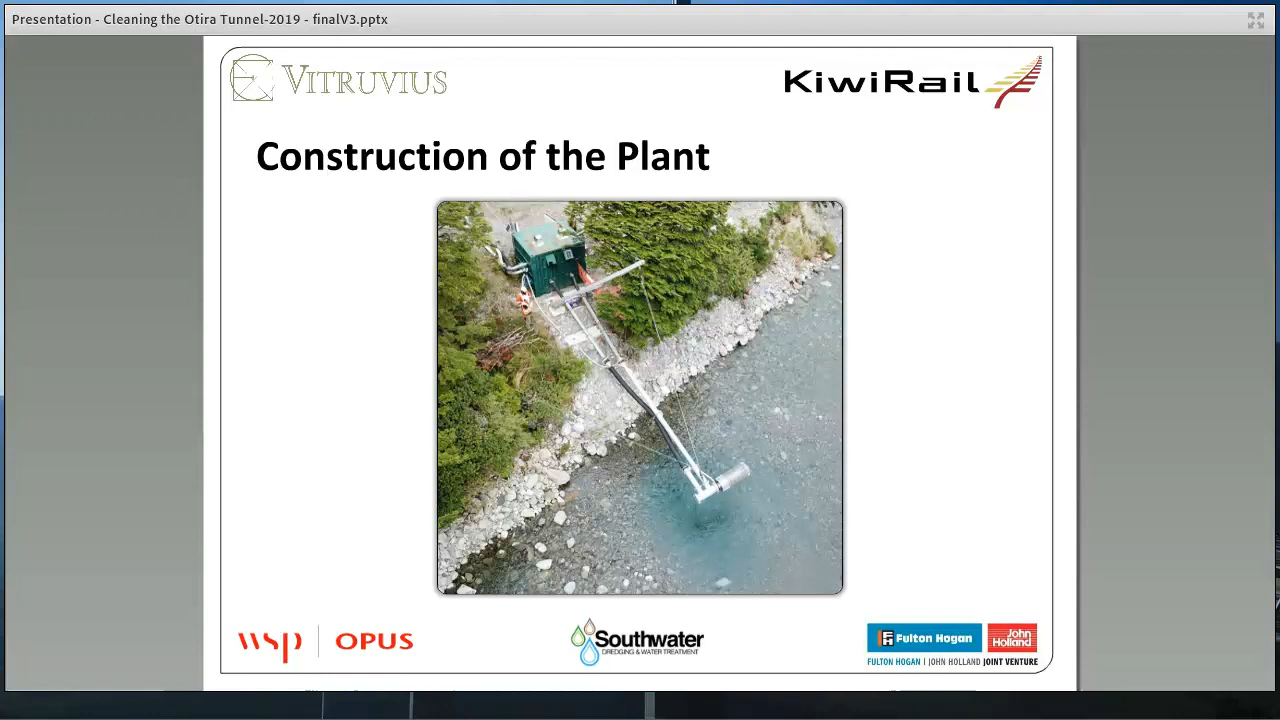 Presentation - Cleaning the Otira Tunnel-2019 - finalV3.pptx
VITRUVIUS
KiwiRail
Construction of the Plant
wsp | OPUS
Southwater
DREDGING & WATER TREATMENT
Fulton Hogan
John Holland
FULTON HOGAN | JOHN HOLLAND JOINT VENTURE